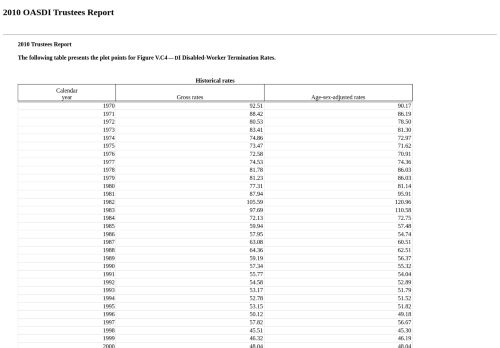 2010 OASDI Trustees Report
2010 Trustees Report
The following table presents the plot points for Figure V.C4—DI Disabled-Worker Termination Rates.
Historical rates
Calendar
year Gross rates Age-sex-adjusted rates
1970 92.51 90.17
1971 88.42 86.19
1972 80.53 78.50
1973 83.41 81.30
1974 74.86 72.97
1975 73.47 71.62
1976 72.58 70.91
1977 74.53 74.36
1978 81.78 86.03
1979 81.23 86.03
1980 77.31 81.14
1981 87.94 95.91
1982 105.59 120.96
1983 97.69 110.58
1984 72.13 72.75
1985 59.94 57.48
1986 57.95 54.74
1987 63.08 60.51
1988 64.36 62.51
1989 59.19 56.37
1990 57.34 55.32
1991 55.77 54.04
1992 54.58 52.89
1993 53.17 51.79
1994 52.78 51.52
1995 53.15 51.82
1996 50.12 49.18
1997 57.82 56.67
1998 45.51 45.30
1999 46.32 46.19
2000 48.04 48.04